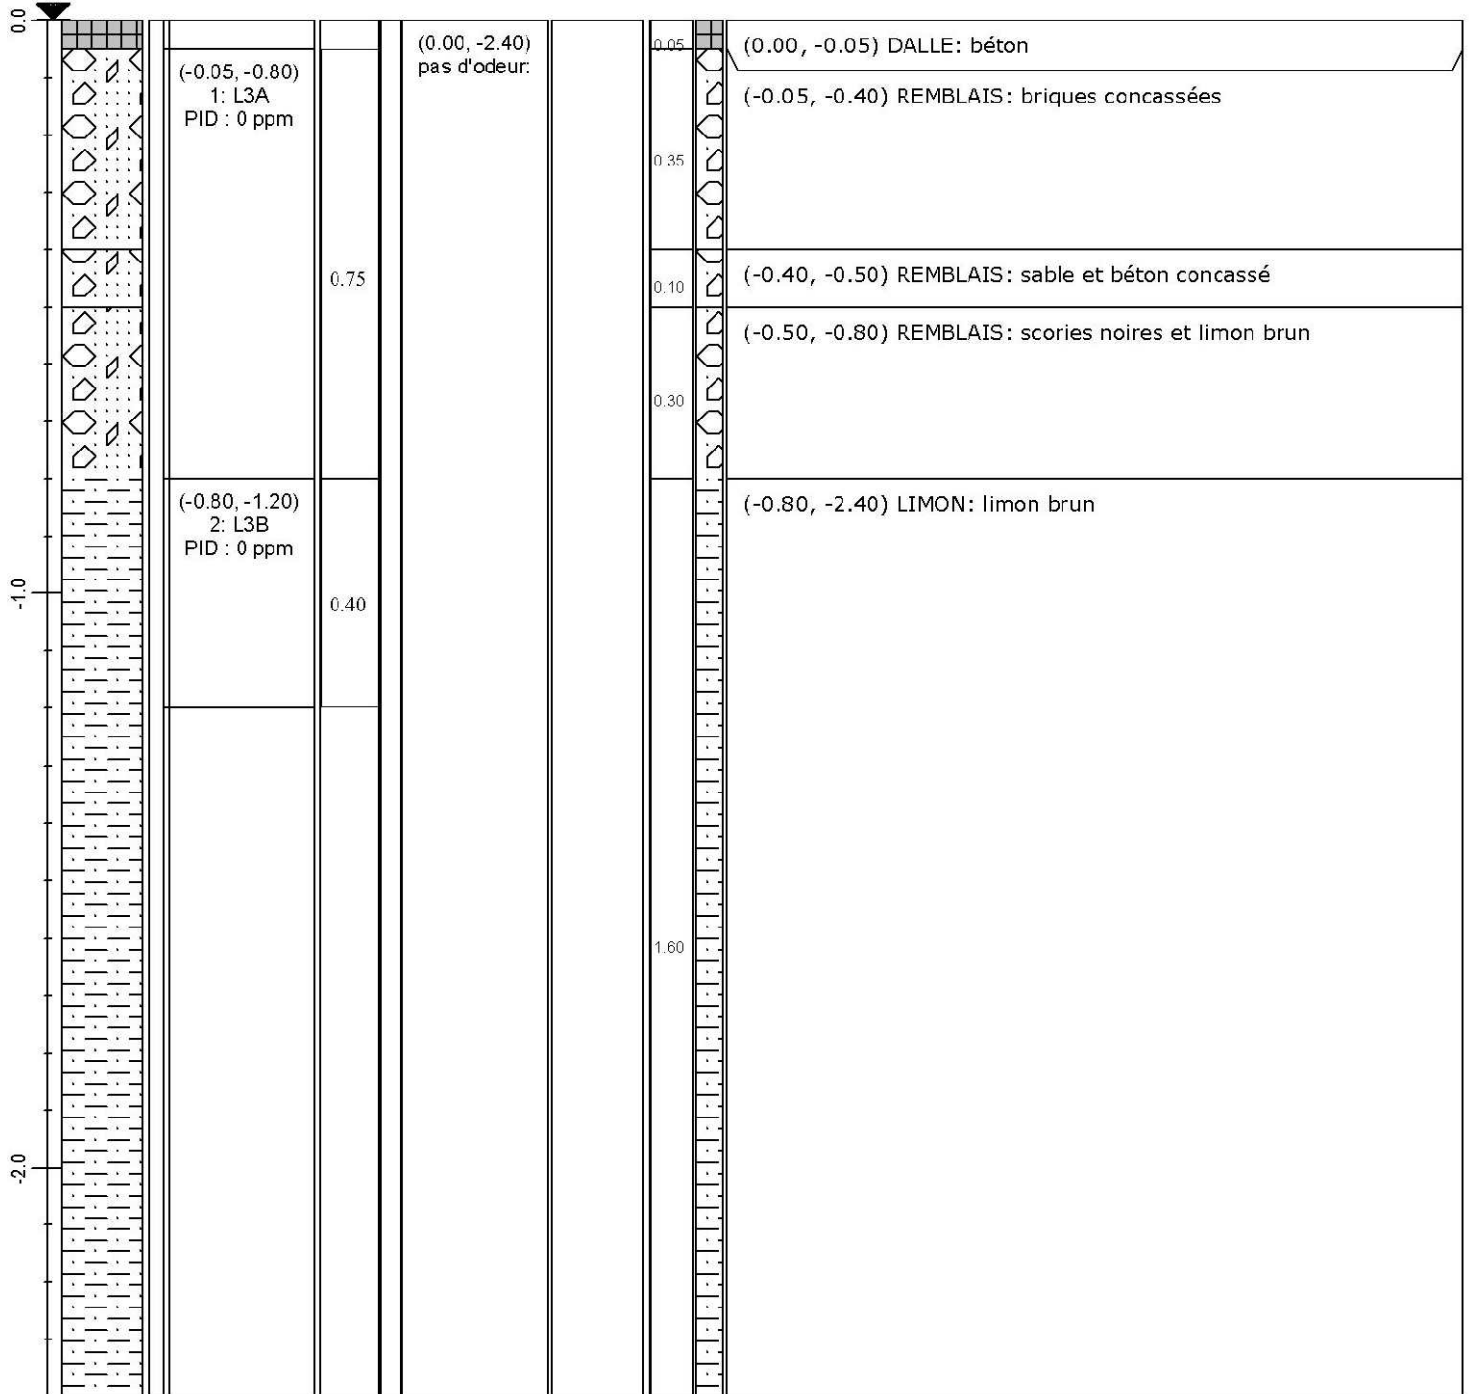 0.0
(-0.05, -0.80)
1: L3A
PID : 0 ppm
0.75
(0.00, -2.40)
pas d'odeur:
0.05
(0.00, -0.05) DALLE: béton
(-0.05, -0.40) REMBLAIS: briques concassées
0.35
(-0.40, -0.50) REMBLAIS: sable et béton concassé
0.10
(-0.50, -0.80) REMBLAIS: scories noires et limon brun
0.30
(-0.80, -1.20)
2: L3B
PID : 0 ppm
0.40
(-0.80, -2.40) LIMON: limon brun
-1.0
1.60
-2.0